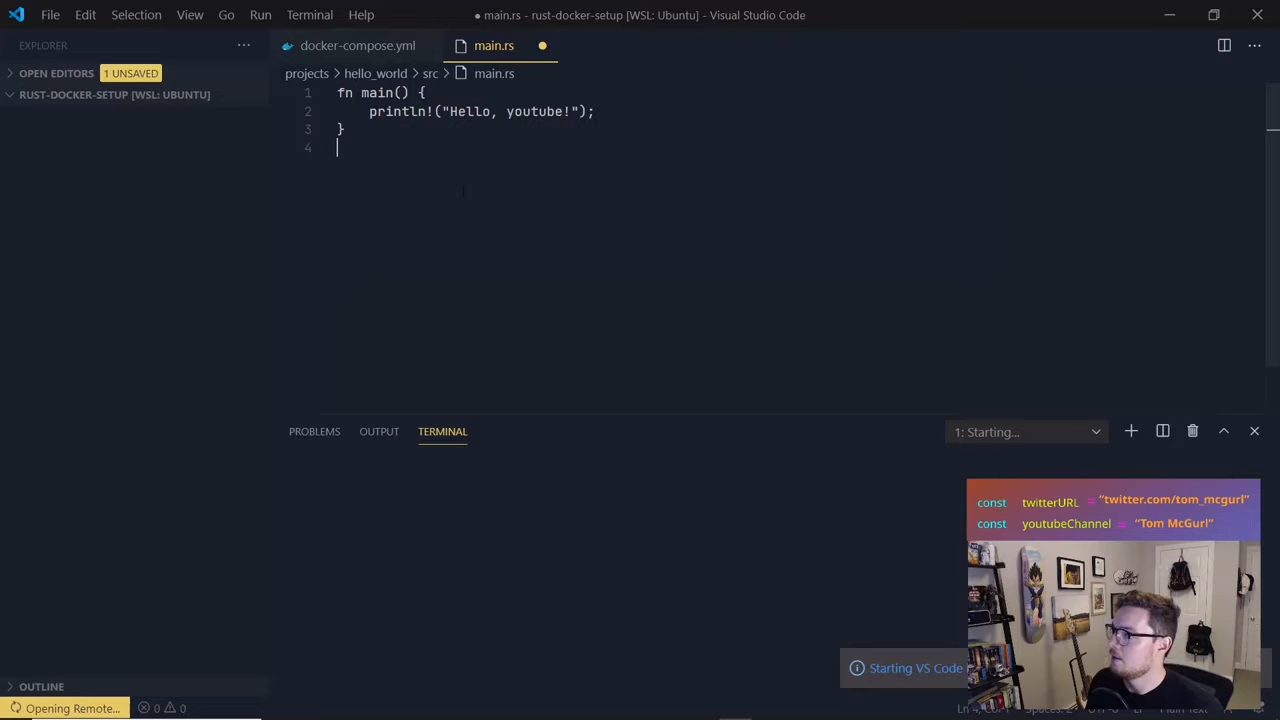 File Edit Selection View Go Run Terminal Help
● main.rs - rust-docker-setup [WSL: Ubuntu] - Visual Studio Code
EXPLORER
docker-compose.yml
main.rs
OPEN EDITORS 1 UNSAVED
RUST-DOCKER-SETUP [WSL: UBUNTU]
projects > hello_world > src > main.rs
1 fn main() {
2 println!("Hello, youtube!");
3 }
4
PROBLEMS OUTPUT TERMINAL
1: Starting...
const twitterURL = "twitter.com/tom_mcgurl"
const youtubeChannel = "Tom McGurl"
Starting VS Code
OUTLINE
Opening Remote... 0 0